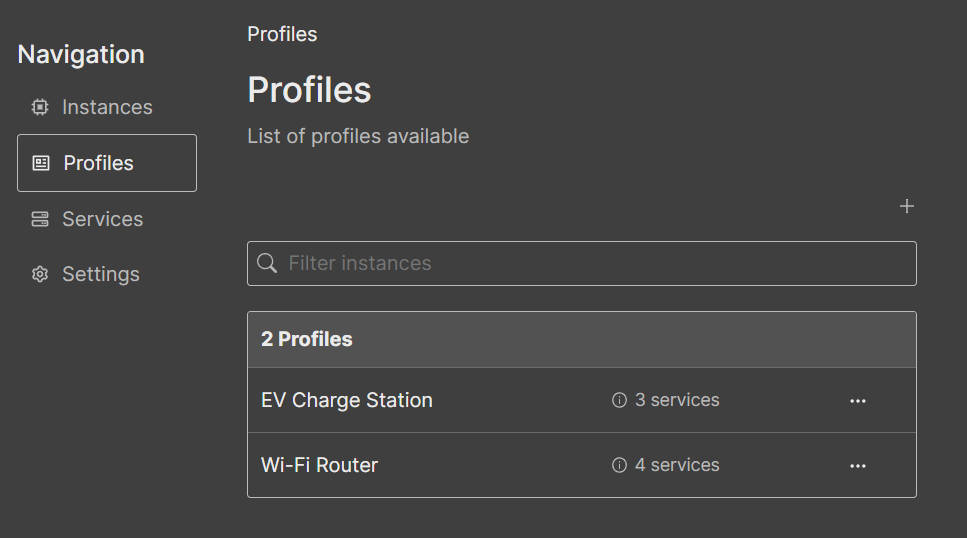 Navigation
Instances
Profiles
Services
Settings
Profiles
Profiles
List of profiles available
Filter instances
2 Profiles
EV Charge Station 3 services
Wi-Fi Router 4 services